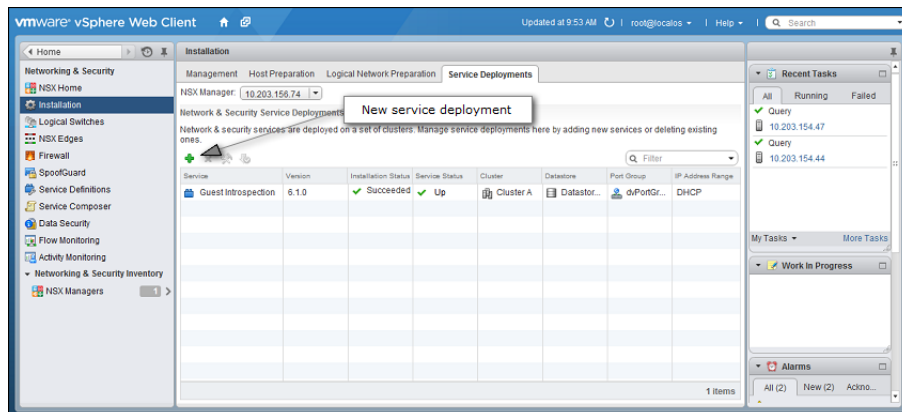 vmware® vSphere Web Client
Updated at 9:53 AM | root@localos | Help | Search
Home
Networking & Security
NSX Home
Installation
Logical Switches
NSX Edges
Firewall
SpoofGuard
Service Definitions
Service Composer
Data Security
Flow Monitoring
Activity Monitoring
Networking & Security Inventory
NSX Managers 1
Installation
Management Host Preparation Logical Network Preparation Service Deployments
NSX Manager: 10.203.156.74
New service deployment
Network & Security Service Deployments
Network & security services are deployed on a set of clusters. Manage service deployments here by adding new services or deleting existing
ones.
Filter
Service Version Installation Status Service Status Cluster Datastore Port Group IP Address Range
Guest Introspection 6.1.0 Succeeded Up Cluster A Datastor... dvPortGr... DHCP
1 items
Recent Tasks
All Running Failed
Query
10.203.154.47
Query
10.203.154.44
My Tasks More Tasks
Work In Progress
Alarms
All (2) New (2) Ackno...